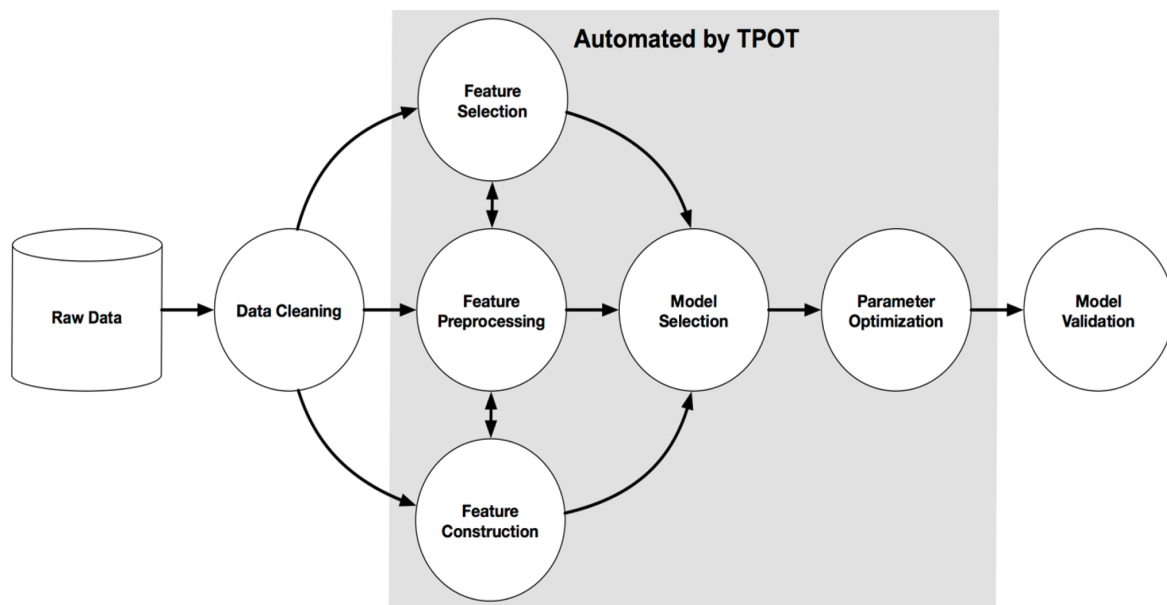 Automated by TPOT
Feature
Selection
Raw Data
Data Cleaning
Feature
Preprocessing
Model
Selection
Parameter
Optimization
Model
Validation
Feature
Construction